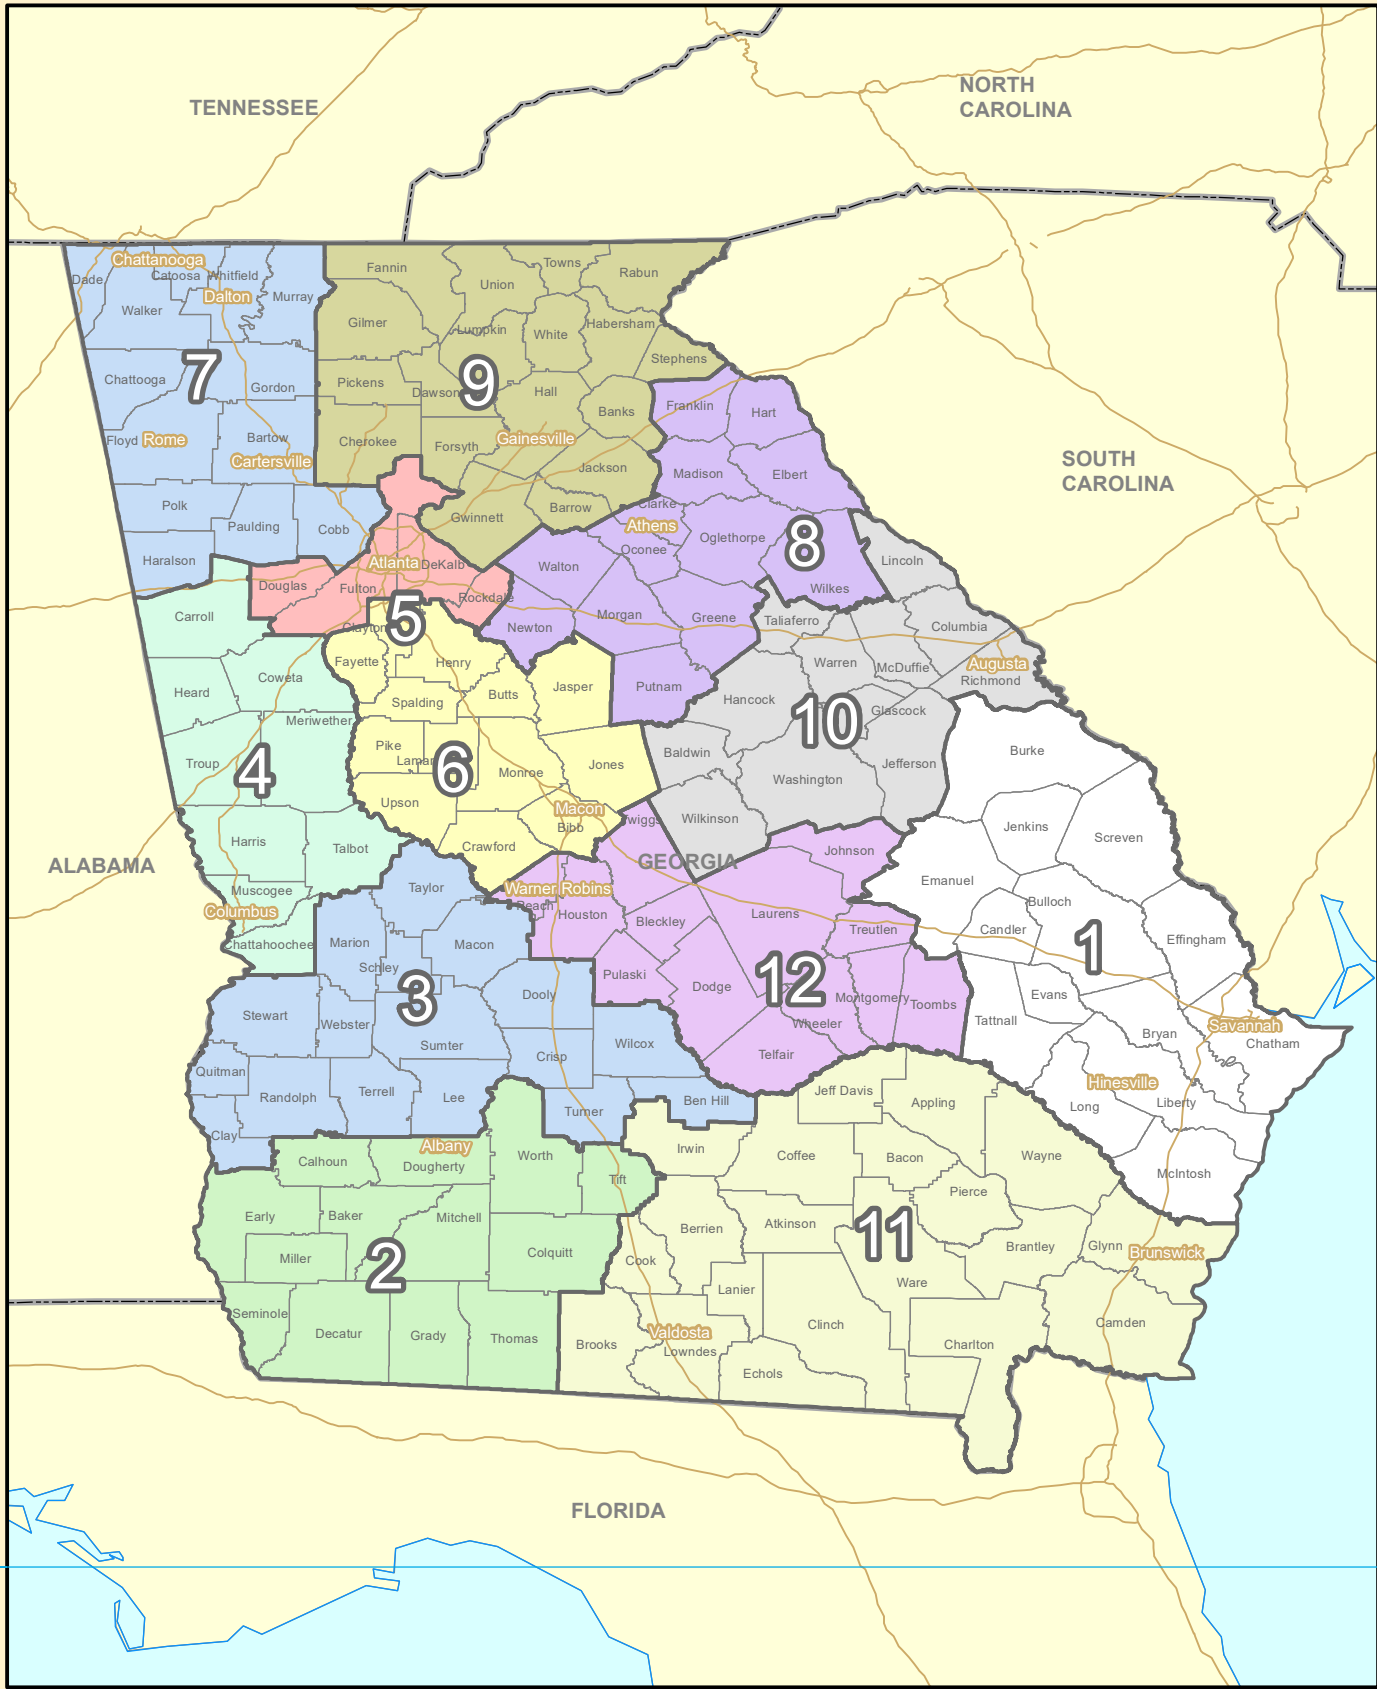 TENNESSEE
NORTH
CAROLINA
Chattanooga
Dade
Catoosa
Whitfield
Dalton
Murray
Walker
Fannin
Union
Towns
Rabun
Gilmer
Lumpkin
White
Habersham
Stephens
Chattooga
7
Gordon
Pickens
Dawson
9
Hall
Banks
Franklin
Hart
Floyd
Rome
Bartow
Cartersville
Cherokee
Forsyth
Gainesville
Jackson
Madison
Elbert
SOUTH
CAROLINA
Polk
Paulding
Cobb
Gwinnett
Barrow
Clarke
Athens
Oconee
Oglethorpe
8
Wilkes
Lincoln
Haralson
Douglas
Atlanta
DeKalb
Fulton
Rockdale
Walton
Carroll
5
Clayton
Newton
Morgan
Greene
Taliaferro
Columbia
Fayette
Henry
Warren
McDuffie
Augusta
Richmond
Heard
Coweta
Spalding
Butts
Jasper
Putnam
Hancock
Glascock
Meriwether
10
Troup
4
Pike
Lamar
6
Monroe
Jones
Baldwin
Washington
Jefferson
Burke
Upson
Macon
Bibb
Twiggs
Wilkinson
Jenkins
Screven
Harris
Talbot
Crawford
GEORGIA
Johnson
ALABAMA
Muscogee
Columbus
Taylor
Warner Robins
Peach
Houston
Bleckley
Laurens
Emanuel
Bulloch
Treutlen
Candler
1
Effingham
Chattahoochee
Marion
Macon
Schley
Pulaski
Dodge
12
Montgomery
Toombs
Evans
Stewart
Webster
3
Dooly
Sumter
Wheeler
Tattnall
Bryan
Savannah
Chatham
Crisp
Wilcox
Telfair
Quitman
Randolph
Terrell
Lee
Turner
Ben Hill
Jeff Davis
Appling
Hinesville
Long
Liberty
Clay
Albany
Calhoun
Dougherty
Worth
Irwin
Coffee
Bacon
Wayne
McIntosh
Tift
Pierce
Early
Baker
Mitchell
Berrien
Atkinson
11
Brantley
Glynn
Brunswick
Miller
2
Colquitt
Cook
Lanier
Ware
Seminole
Decatur
Grady
Thomas
Brooks
Valdosta
Lowndes
Clinch
Charlton
Camden
Echols
FLORIDA